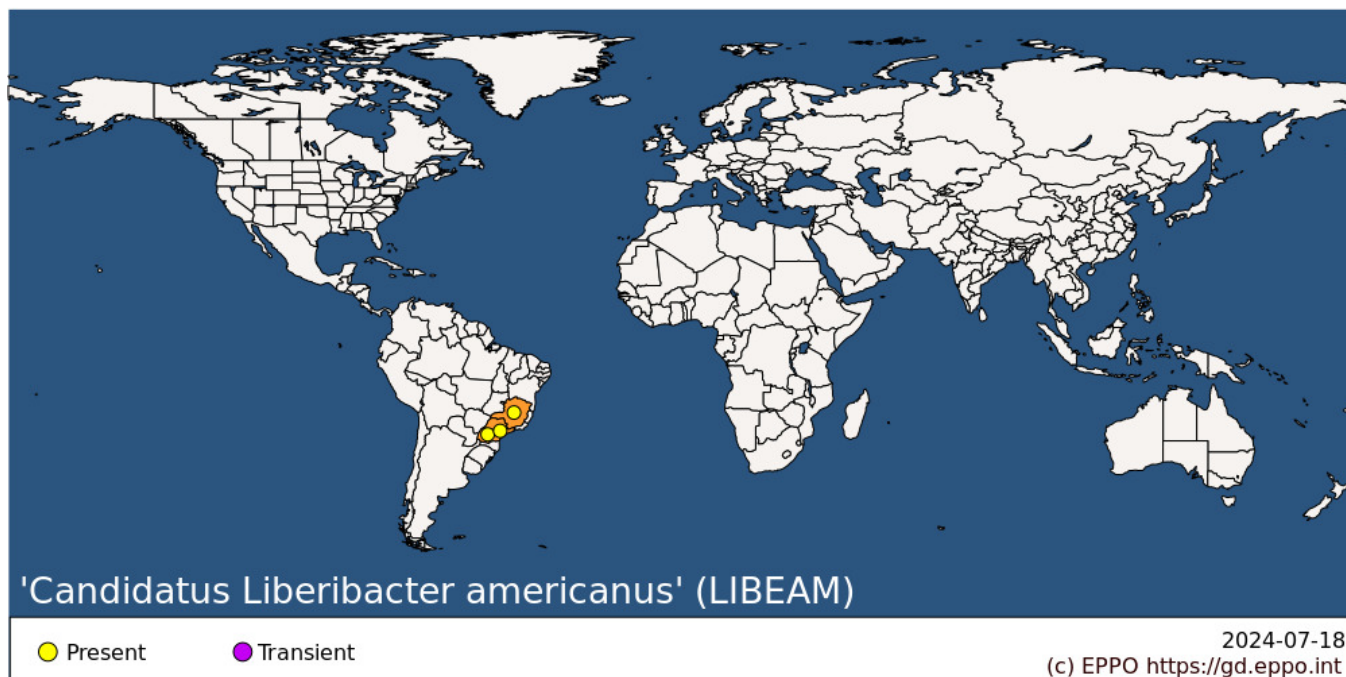 'Candidatus Liberibacter americanus' (LIBEAM)
Present
Transient
2024-07-18
(c) EPPO https://gd.eppo.int